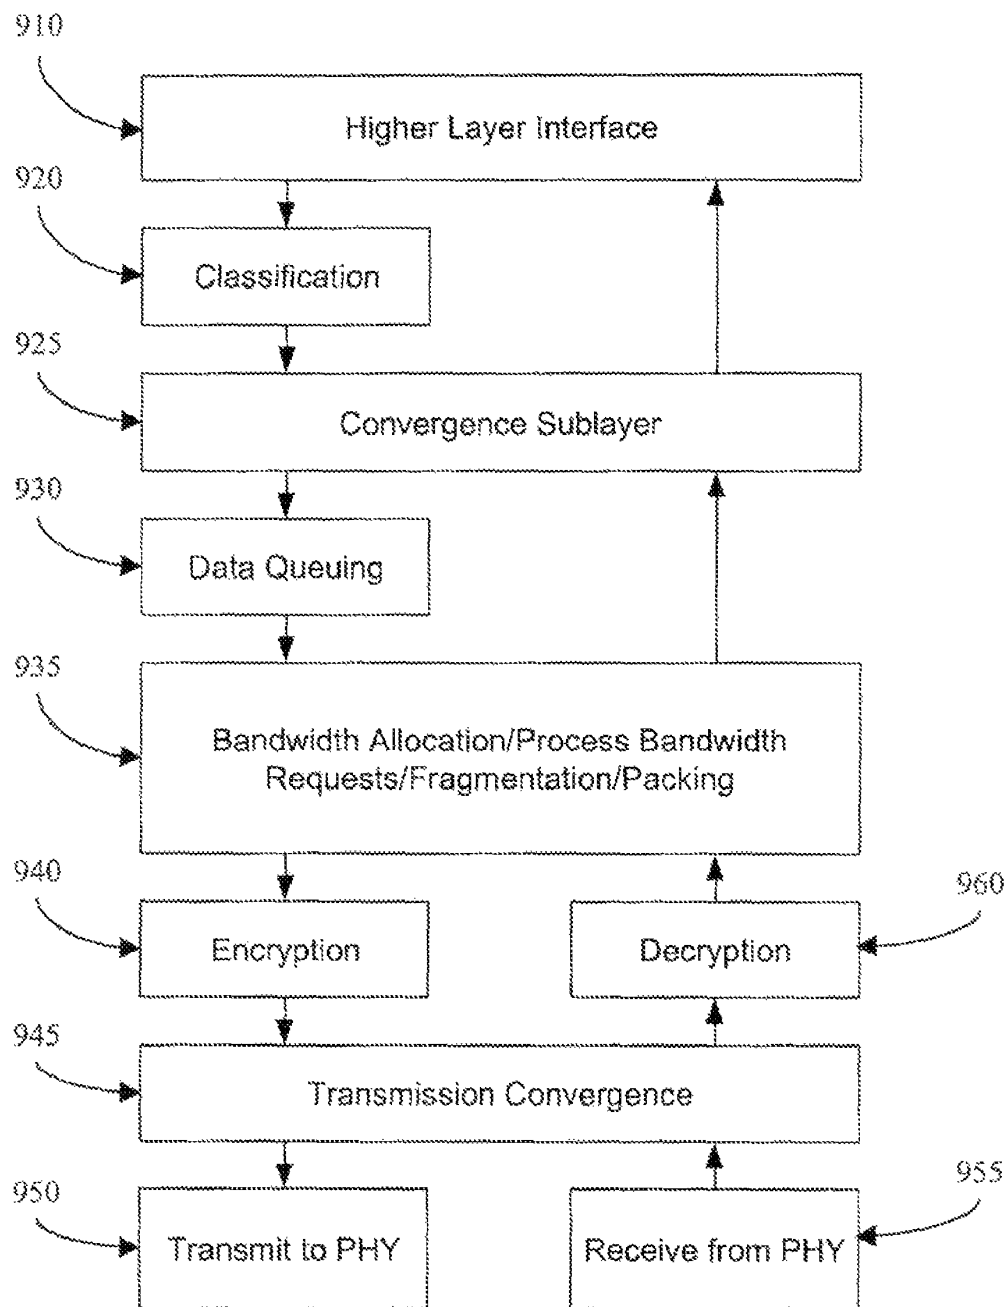 910
Higher Layer Interface
920
Classification
925
Convergence Sublayer
930
Data Queuing
935
Bandwidth Allocation/Process Bandwidth
Requests/Fragmentation/Packing
940
960
Encryption
Decryption
945
Transmission Convergence
950
955
Transmit to PHY
Receive from PHY